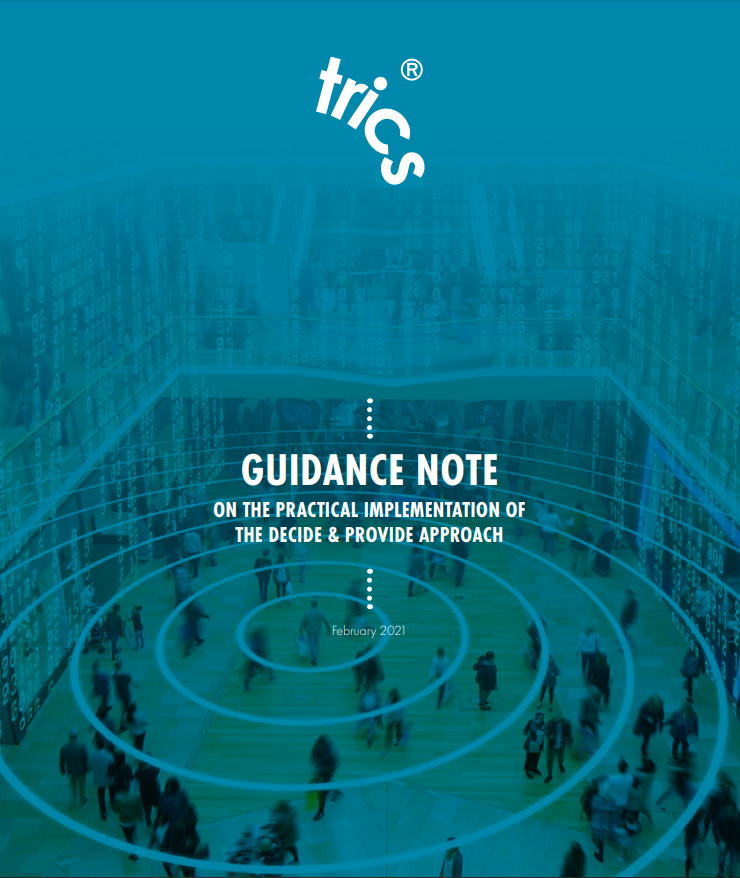 trics®
GUIDANCE NOTE
ON THE PRACTICAL IMPLEMENTATION OF
THE DECIDE & PROVIDE APPROACH
February 2021